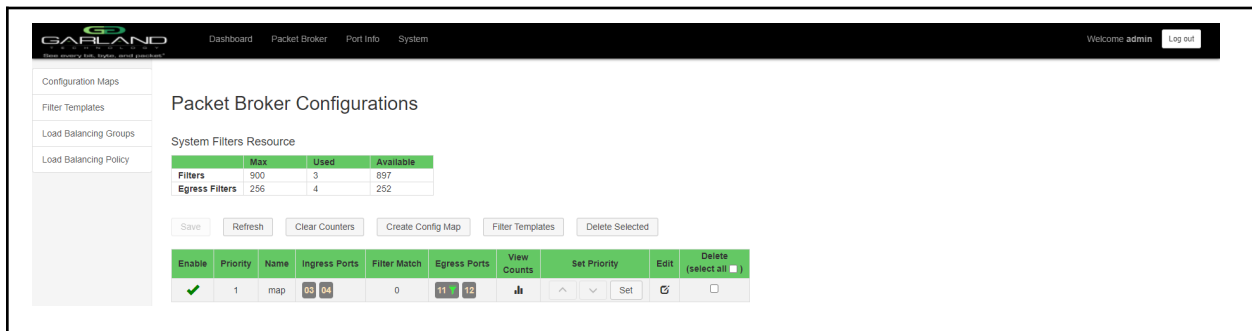 GARLAND
TECHNOLOGY
See every bit, byte, and packet.®
Dashboard Packet Broker Port Info System
Welcome admin Log out
Configuration Maps
Filter Templates
Load Balancing Groups
Load Balancing Policy
Packet Broker Configurations
System Filters Resource
Max Used Available
Filters 900 3 897
Egress Filters 256 4 252
Save Refresh Clear Counters Create Config Map Filter Templates Delete Selected
Enable Priority Name Ingress Ports Filter Match Egress Ports View Counts Set Priority Edit Delete (select all )
1 map 03 04 0 11 12 Set